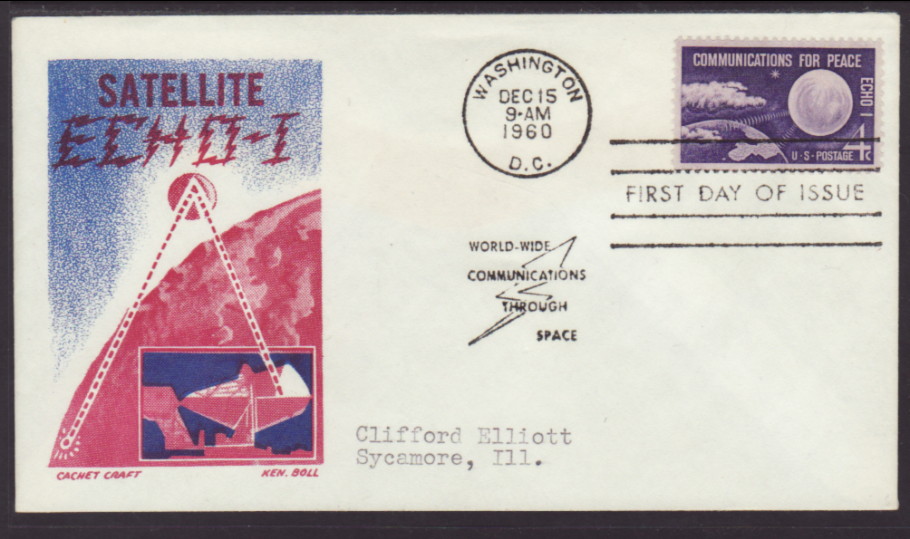 SATELLITE
ECHO-I
CACHET CRAFT
KEN. BOLL
WASHINGTON
DEC 15
9-AM
1960
D.C.
COMMUNICATIONS FOR PEACE
ECHO I
U·S·POSTAGE 4c
FIRST DAY OF ISSUE
WORLD-WIDE
COMMUNICATIONS
THROUGH
SPACE
Clifford Elliott
Sycamore, Ill.